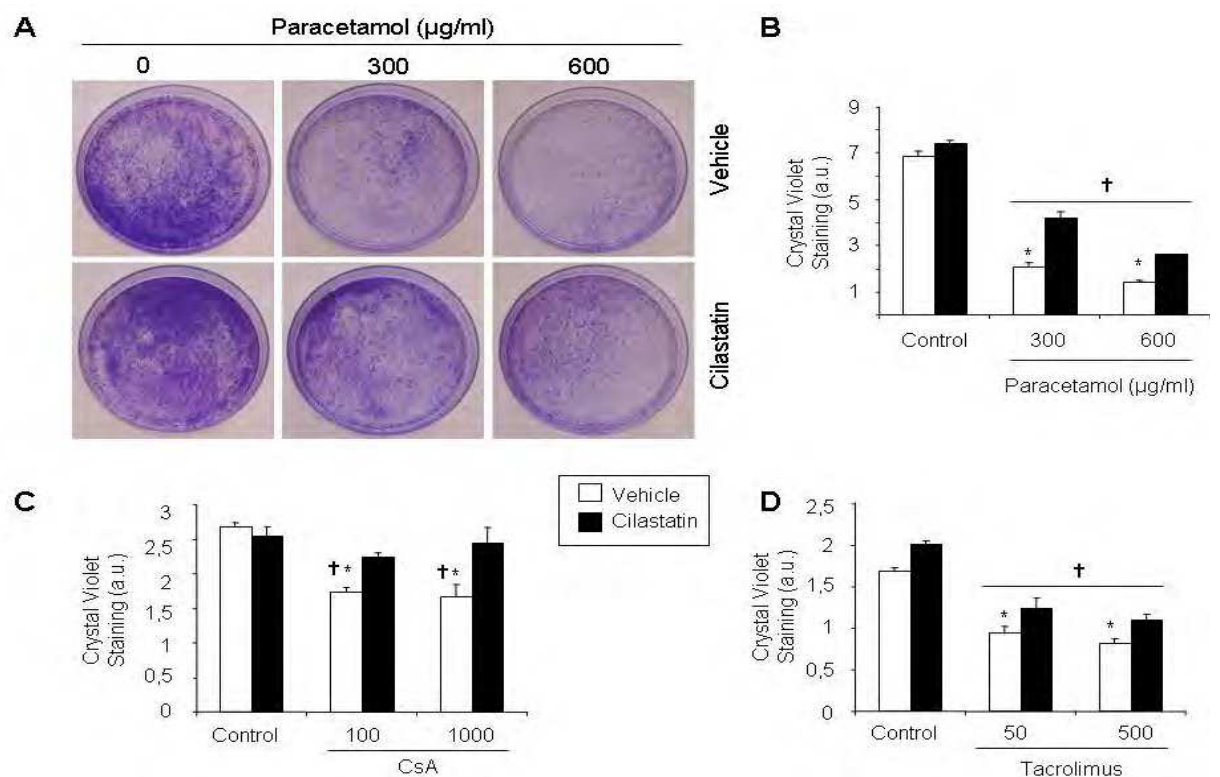 A
Paracetamol (µg/ml)
0 300 600
Vehicle
Cilastatin
B
Crystal Violet
Staining (a.u.)
9
7
5
3
1
†
*
*
Control 300 600
Paracetamol (µg/ml)
C
Crystal Violet
Staining (a.u.)
3
2,5
2
1,5
1
0,5
0
†*
†*
Control 100 1000
CsA
Vehicle
Cilastatin
D
Crystal Violet
Staining (a.u.)
2,5
2
1,5
1
0,5
0
†
*
*
Control 50 500
Tacrolimus